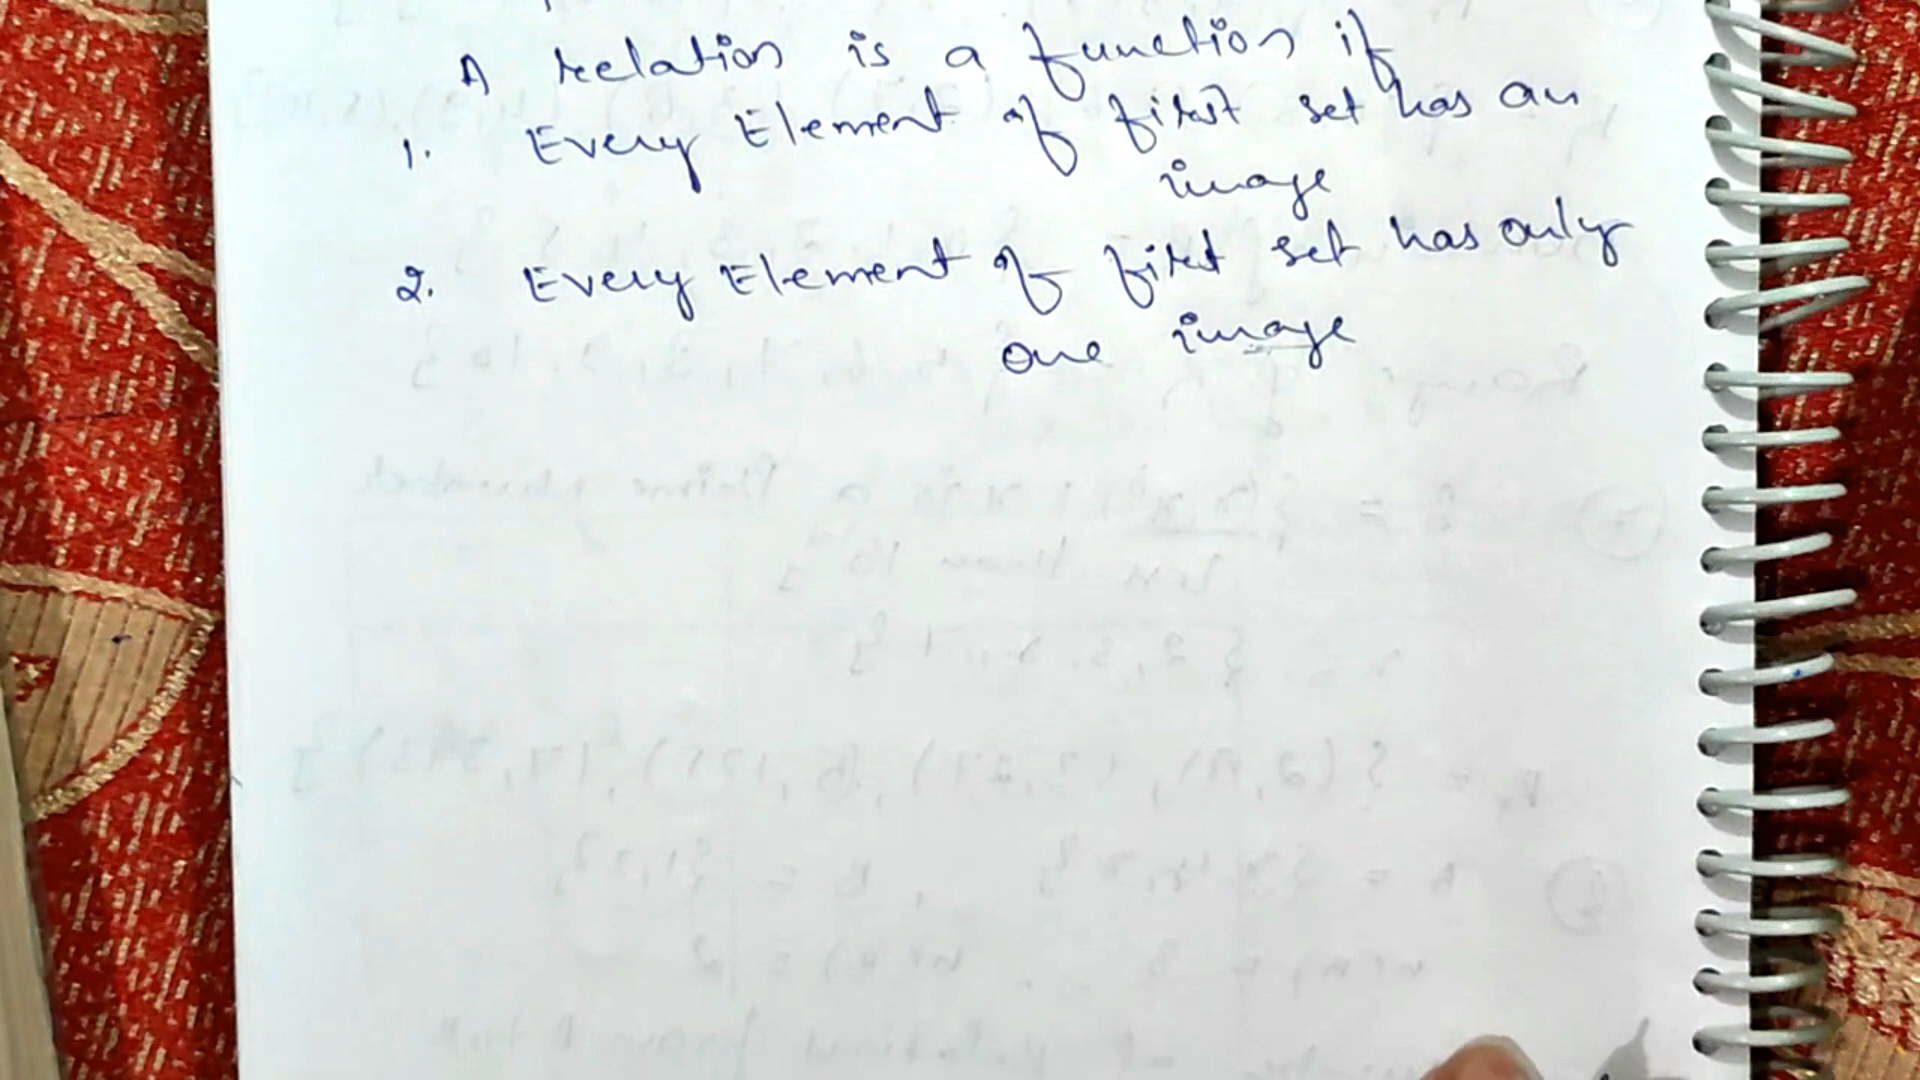 A relation is a function if
1. Every Element of first set has an
image
2. Every Element of first set has only
one image